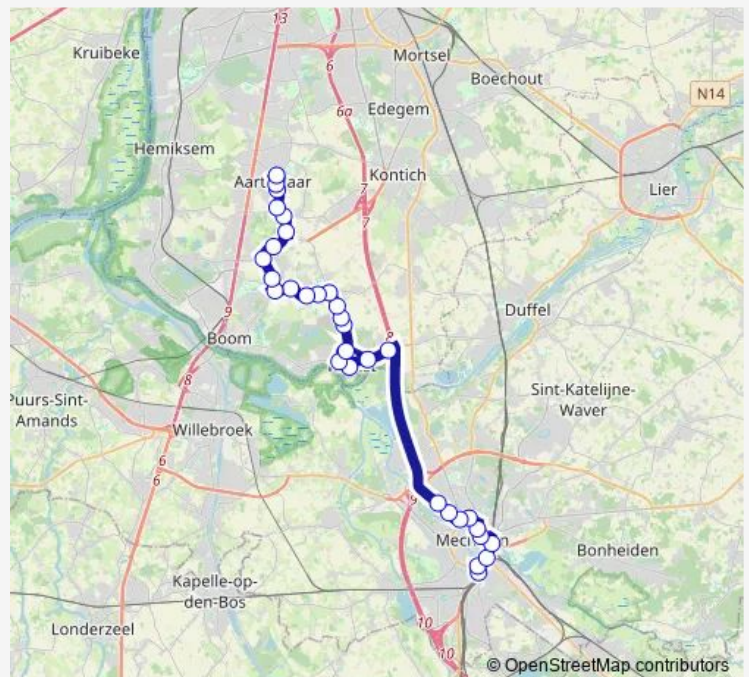 13
Kruibeke
Mortsel
6
Boechout
N14
6a
Edegem
Hemiksem
Kontich
7
Lier
7
9
Duffel
8
Boom
8
Puurs-Sint-
Amands
Sint-Katelijne-
Waver
Willebroek
6
6
9
Bonheiden
Kapelle-op-
den-Bos
10
Londerzeel
10
© OpenStreetMap contributors